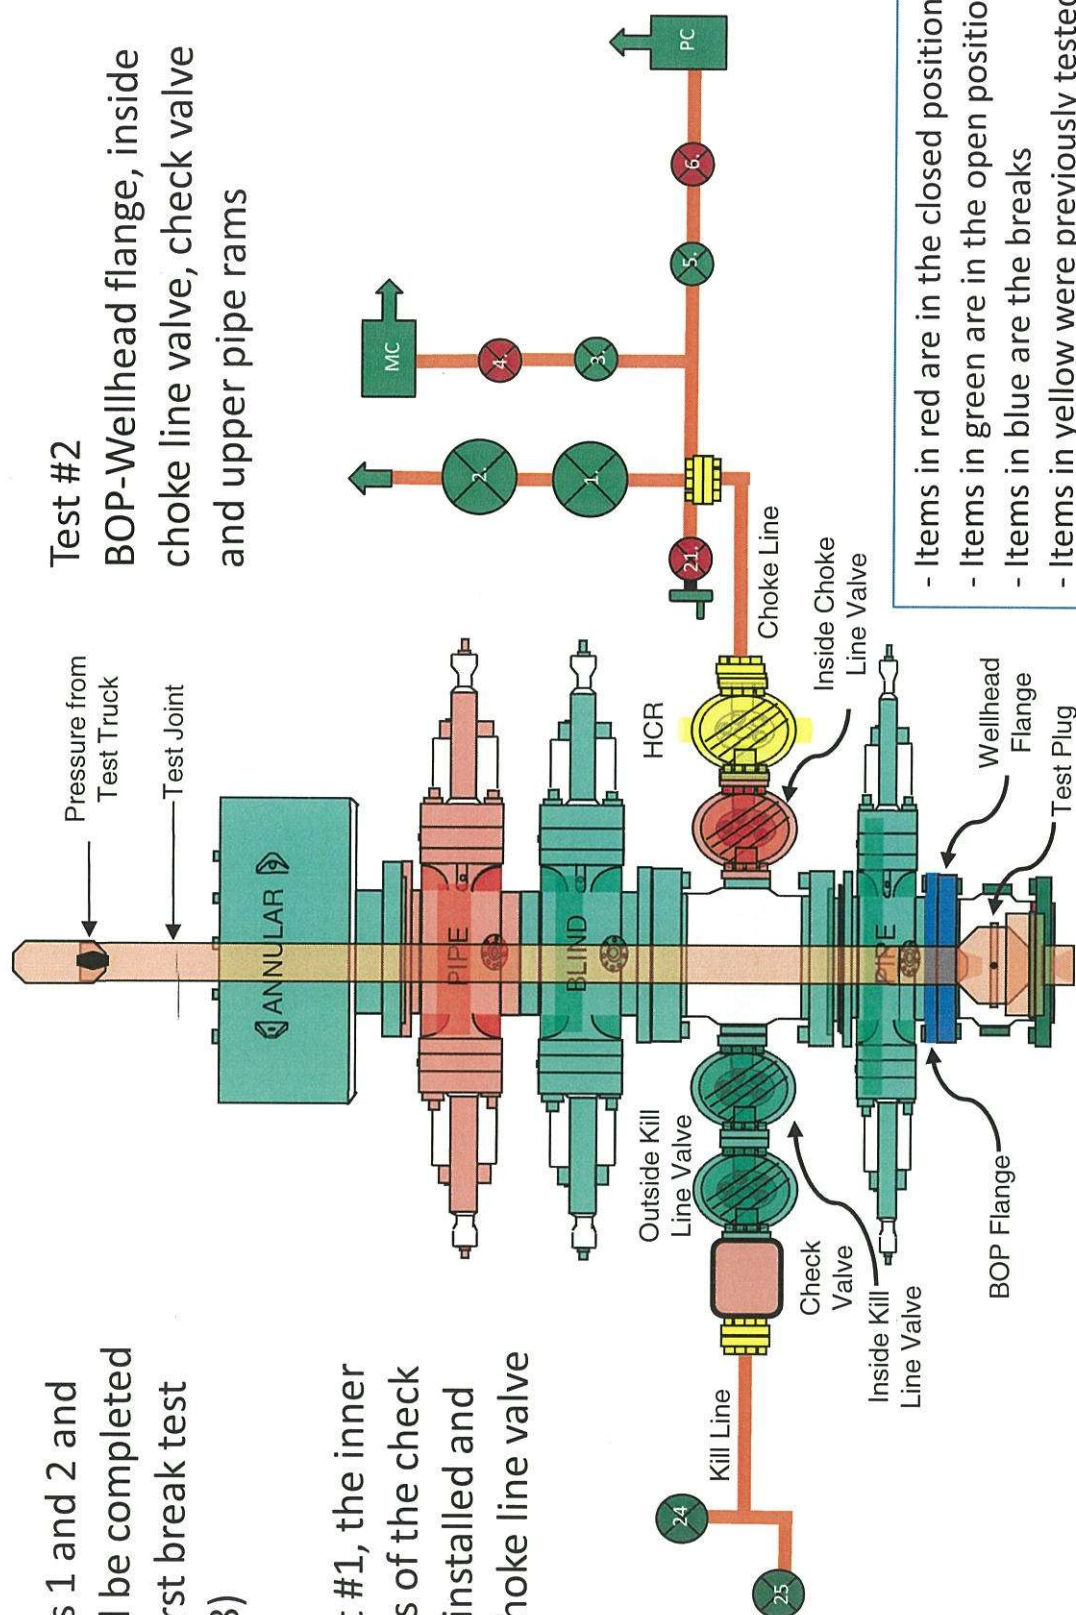 s 1 and 2 and
l be completed
rst break test
3)
t #1, the inner
s of the check
installed and
hoke line valve
Test #2
BOP-Wellhead flange, inside
choke line valve, check valve
and upper pipe rams
Pressure from
Test Truck
Test Joint
ANNULAR
PIPE
BLIND
PIPE
HCR
Inside Choke
Line Valve
Choke Line
Outside Kill
Line Valve
Check
Valve
Inside Kill
Line Valve
Kill Line
BOP Flange
Wellhead
Flange
Test Plug
24
25
21.
1.
2.
3.
4.
MC
5.
6.
PC
- Items in red are in the closed position
- Items in green are in the open positio
- Items in blue are the breaks
- Items in yellow were previously tested